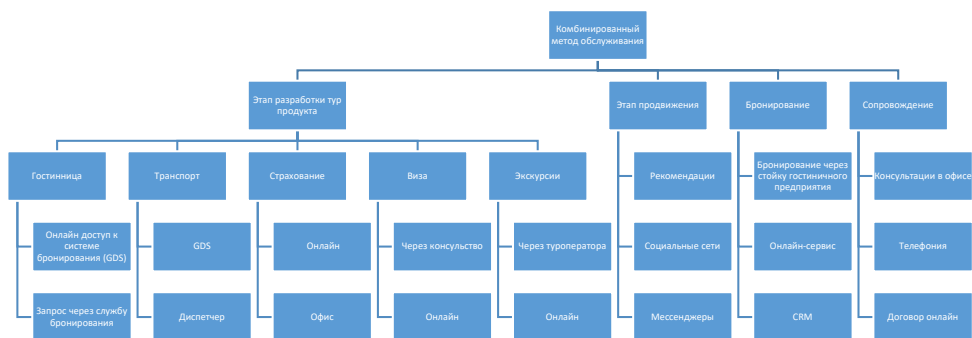 Комбинированный
метод обслуживания
Этап разработки тур
продукта
Этап продвижения
Бронирование
Сопровождение
Гостинница
Транспорт
Страхование
Виза
Экскурсии
Рекомендации
Бронирование через
стойку гостиничного
предприятия
Консультации в офисе
Онлайн доступ к
системе
бронирования (GDS)
GDS
Онлайн
Через консульство
Через туроператора
Социальные сети
Онлайн-сервис
Телефония
Запрос через службу
бронирования
Диспетчер
Офис
Онлайн
Онлайн
Мессенджеры
CRM
Договор онлайн